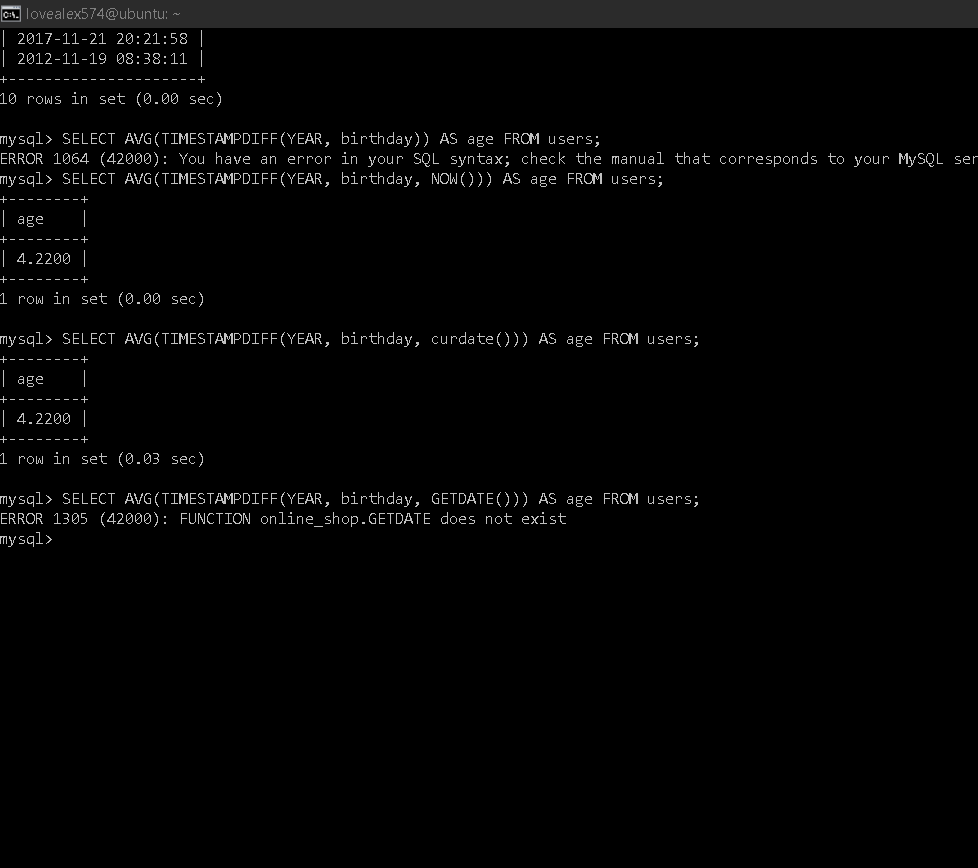 lovealex574@ubuntu: ~
| 2017-11-21 20:21:58 |
| 2012-11-19 08:38:11 |
+---------------------+
10 rows in set (0.00 sec)
mysql> SELECT AVG(TIMESTAMPDIFF(YEAR, birthday)) AS age FROM users;
ERROR 1064 (42000): You have an error in your SQL syntax; check the manual that corresponds to your MySQL ser
mysql> SELECT AVG(TIMESTAMPDIFF(YEAR, birthday, NOW())) AS age FROM users;
+--------+
| age    |
+--------+
| 4.2200 |
+--------+
1 row in set (0.00 sec)
mysql> SELECT AVG(TIMESTAMPDIFF(YEAR, birthday, curdate())) AS age FROM users;
+--------+
| age    |
+--------+
| 4.2200 |
+--------+
1 row in set (0.03 sec)
mysql> SELECT AVG(TIMESTAMPDIFF(YEAR, birthday, GETDATE())) AS age FROM users;
ERROR 1305 (42000): FUNCTION online_shop.GETDATE does not exist
mysql>